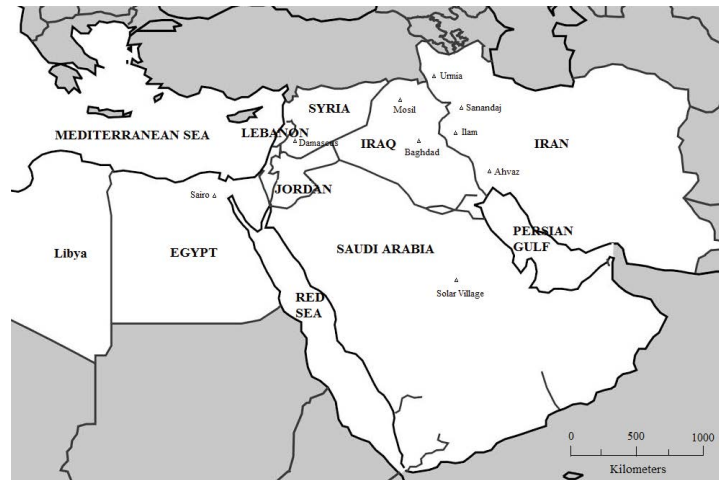 Urmia
SYRIA
Mosil
Sanandaj
MEDITERRANEAN SEA
LEBANON
Damascus
IRAQ
Baghdad
Ilam
IRAN
Ahvaz
JORDAN
Sairo
Libya
EGYPT
SAUDI ARABIA
PERSIAN
GULF
Solar Village
RED
SEA
0 500 1000
Kilometers